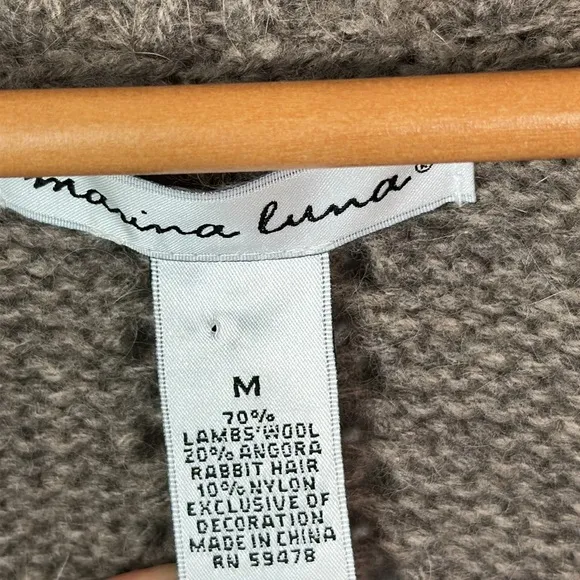 marina luna®
M
70%
LAMBS'WOOL
20% ANGORA
RABBIT HAIR
10% NYLON
EXCLUSIVE OF
DECORATION
MADE IN CHINA
RN 59478